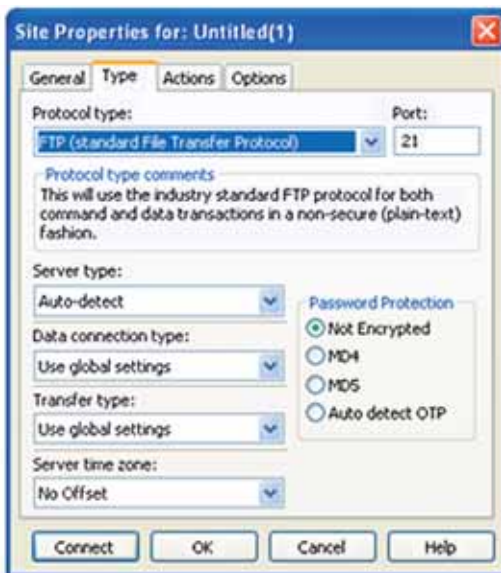 Site Properties for: Untitled(1)
General Type Actions Options
Protocol type:
Port:
FTP (standard File Transfer Protocol)
21
Protocol type comments
This will use the industry standard FTP protocol for both
command and data transactions in a non-secure (plain-text)
fashion.
Server type:
Auto-detect
Data connection type:
Use global settings
Transfer type:
Use global settings
Server time zone:
No Offset
Password Protection
Not Encrypted
MD4
MD5
Auto detect OTP
Connect OK Cancel Help